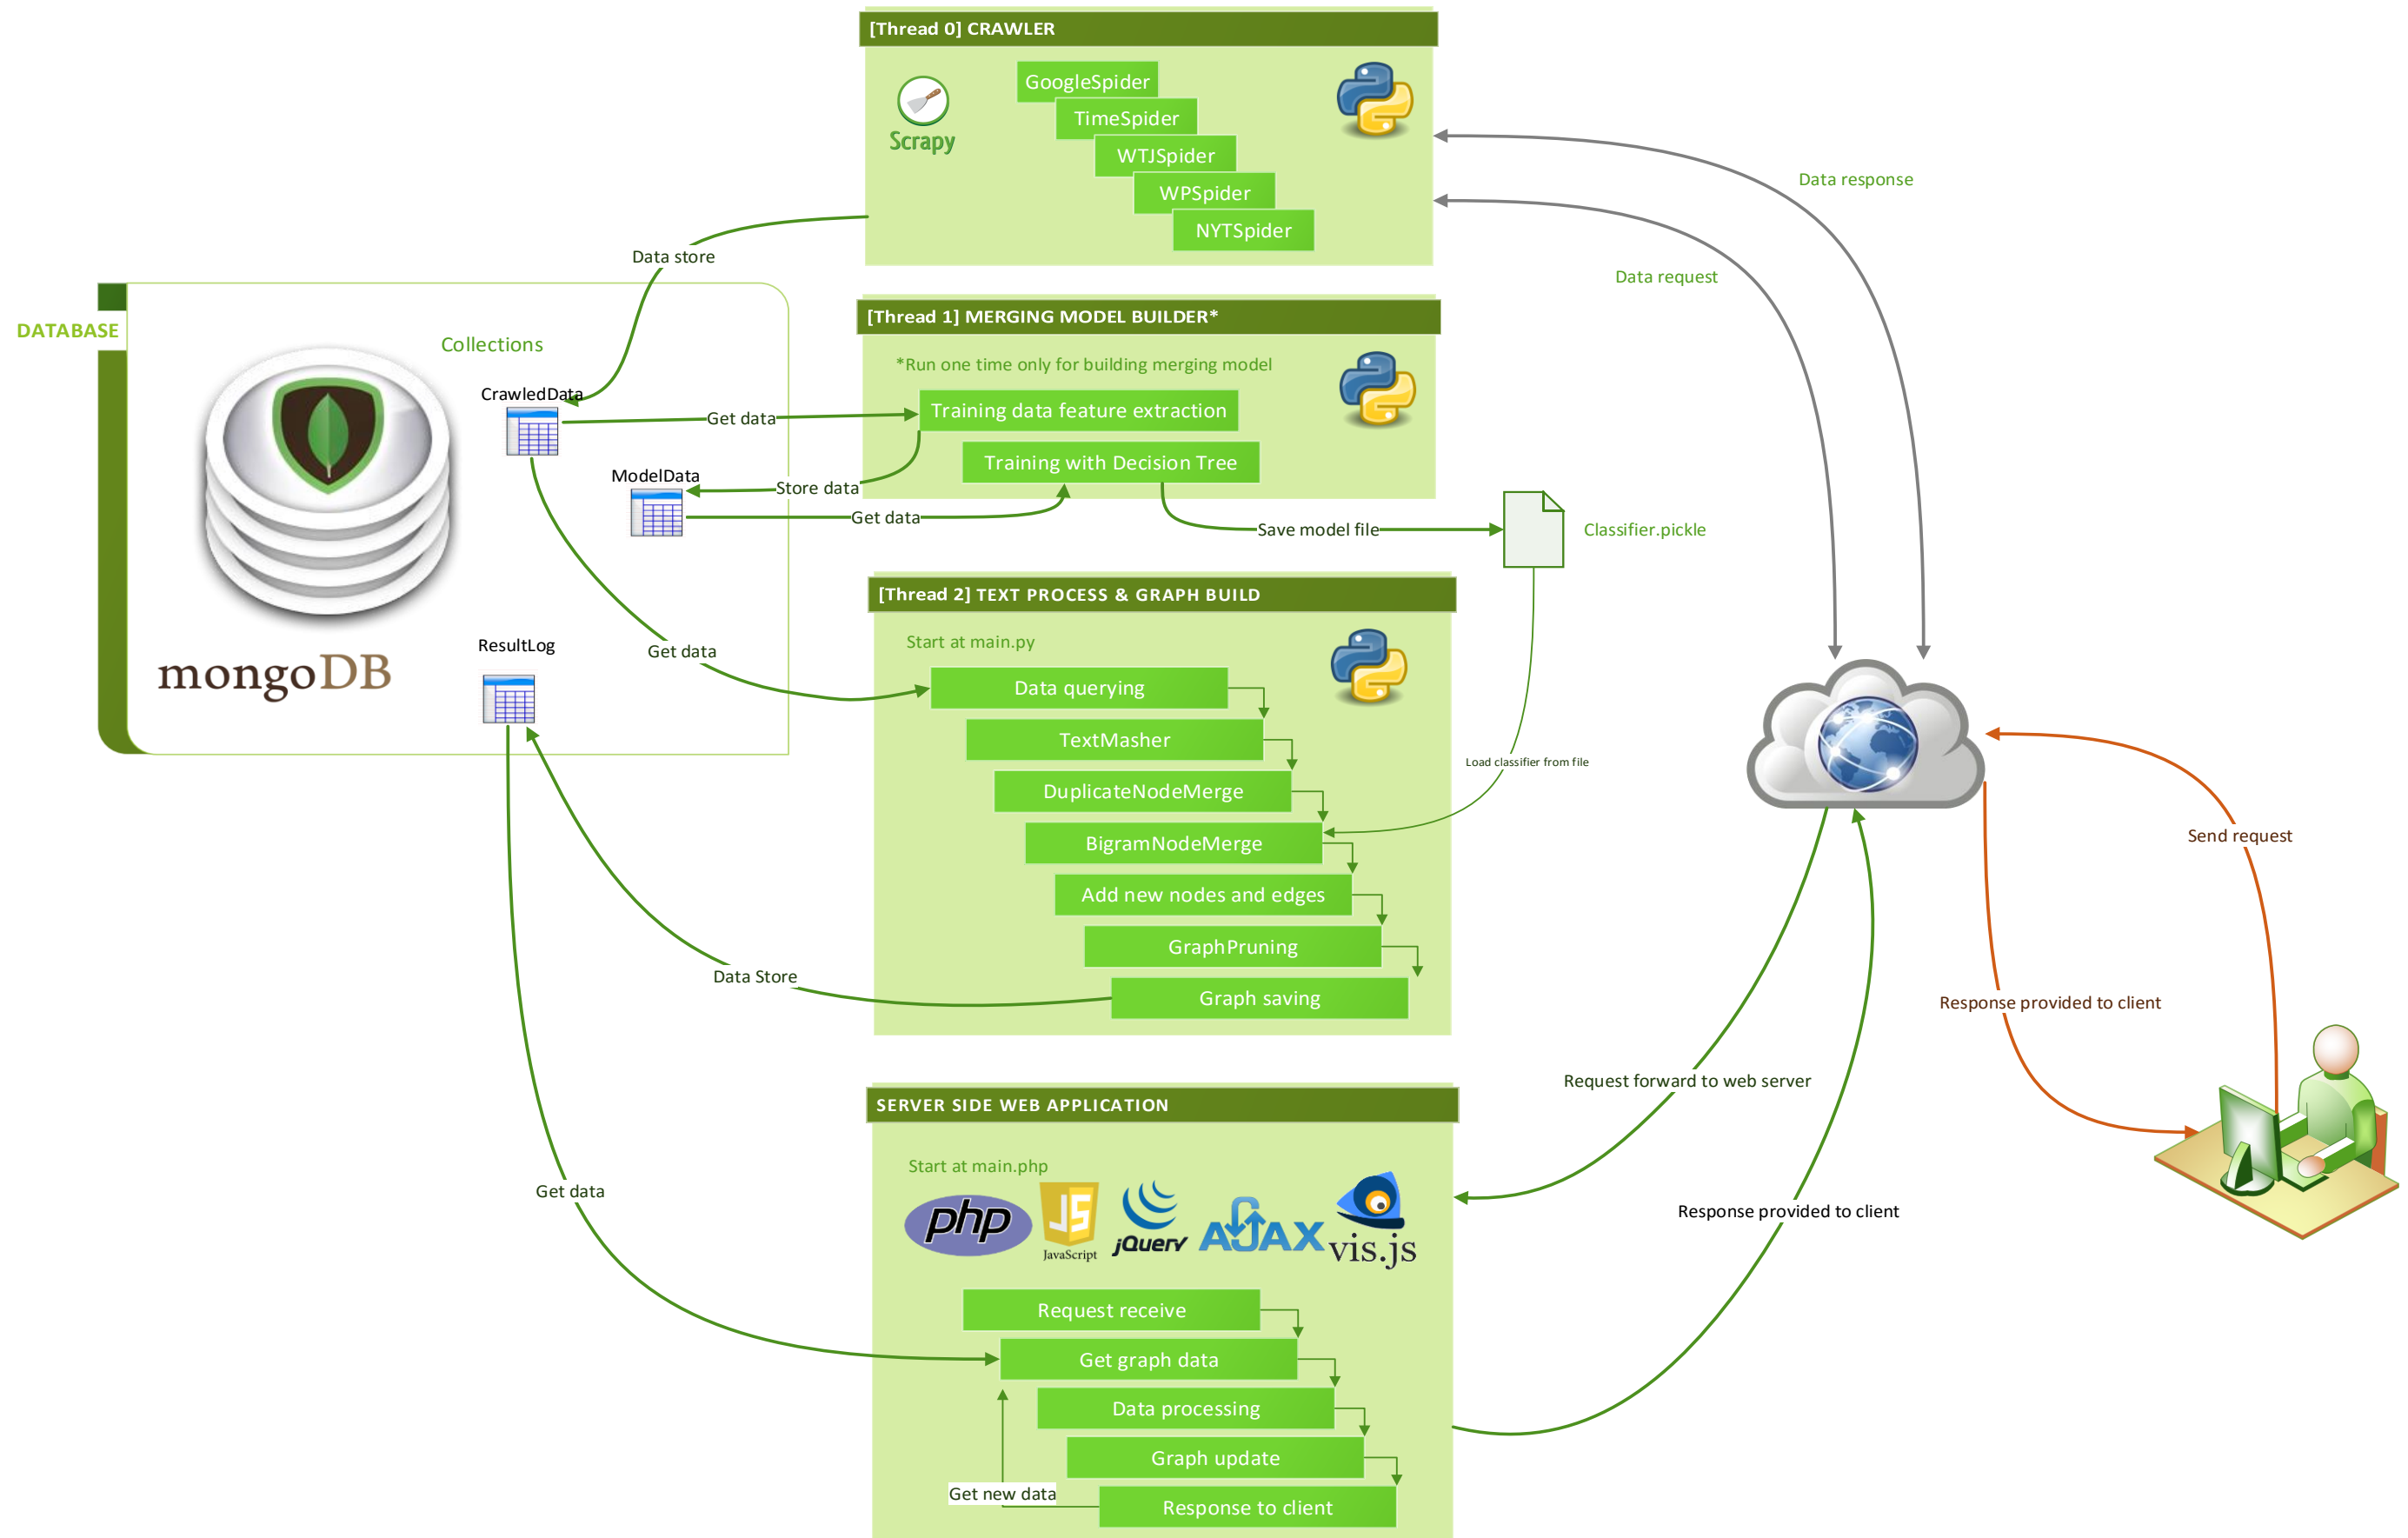 [Thread 0] CRAWLER
Scrapy
GoogleSpider
TimeSpider
WTJSpider
WPSpider
NYTSpider
Data response
Data request
Data store
DATABASE
Collections
CrawledData
ModelData
ResultLog
mongoDB
Get data
Store data
Get data
Get data
[Thread 1] MERGING MODEL BUILDER*
*Run one time only for building merging model
Training data feature extraction
Training with Decision Tree
Save model file
Classifier.pickle
[Thread 2] TEXT PROCESS & GRAPH BUILD
Start at main.py
Data querying
TextMasher
DuplicateNodeMerge
BigramNodeMerge
Add new nodes and edges
GraphPruning
Graph saving
Load classifier from file
Data Store
Send request
Response provided to client
Request forward to web server
Response provided to client
Get data
SERVER SIDE WEB APPLICATION
Start at main.php
php
JS
JavaScript
jQuery
AJAX
vis.js
Request receive
Get graph data
Data processing
Graph update
Response to client
Get new data